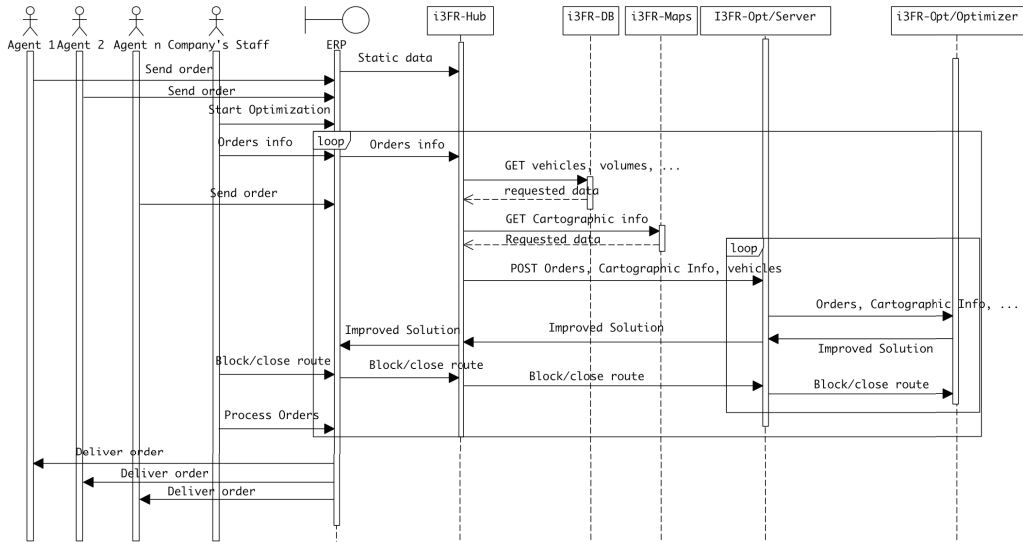 i3FR-Hub
i3FR-DB
i3FR-Maps
I3FR-Opt/Server
i3FR-Opt/Optimizer
Agent 1
Agent 2
Agent n
Company's Staff
ERP
Static data
Send order
Send order
Start Optimization
loop
Orders info
Orders info
GET vehicles, volumes, ...
requested data
Send order
GET Cartographic info
Requested data
loop
POST Orders, Cartographic Info, vehicles
Orders, Cartographic Info, ...
Improved Solution
Improved Solution
Improved Solution
Block/close route
Block/close route
Block/close route
Block/close route
Process Orders
Deliver order
Deliver order
Deliver order